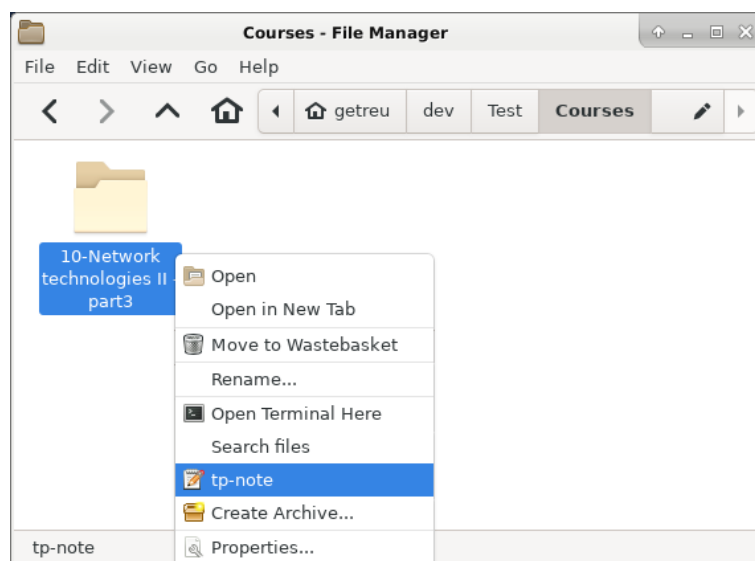 Courses - File Manager
File Edit View Go Help
getreu dev Test Courses
10-Network
technologies II -
part3
Open
Open in New Tab
Move to Wastebasket
Rename...
Open Terminal Here
Search files
tp-note
Create Archive...
Properties...
tp-note